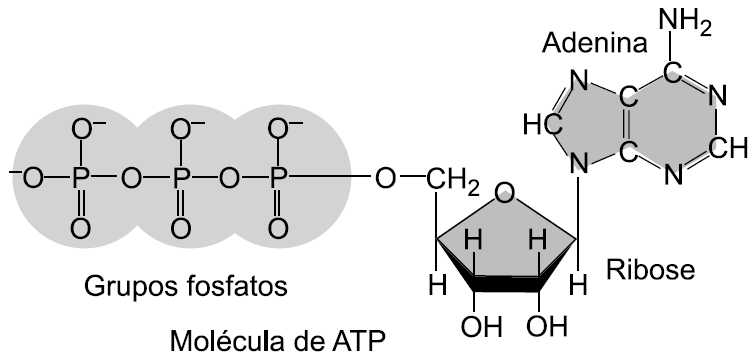 NH₂
Adenina
N C N
C
HC CH
C
N N
O⁻ O⁻ O⁻
⁻O P O P O P O CH₂ O
O O O
H H
H H
OH OH
Ribose
Grupos fosfatos
Molécula de ATP